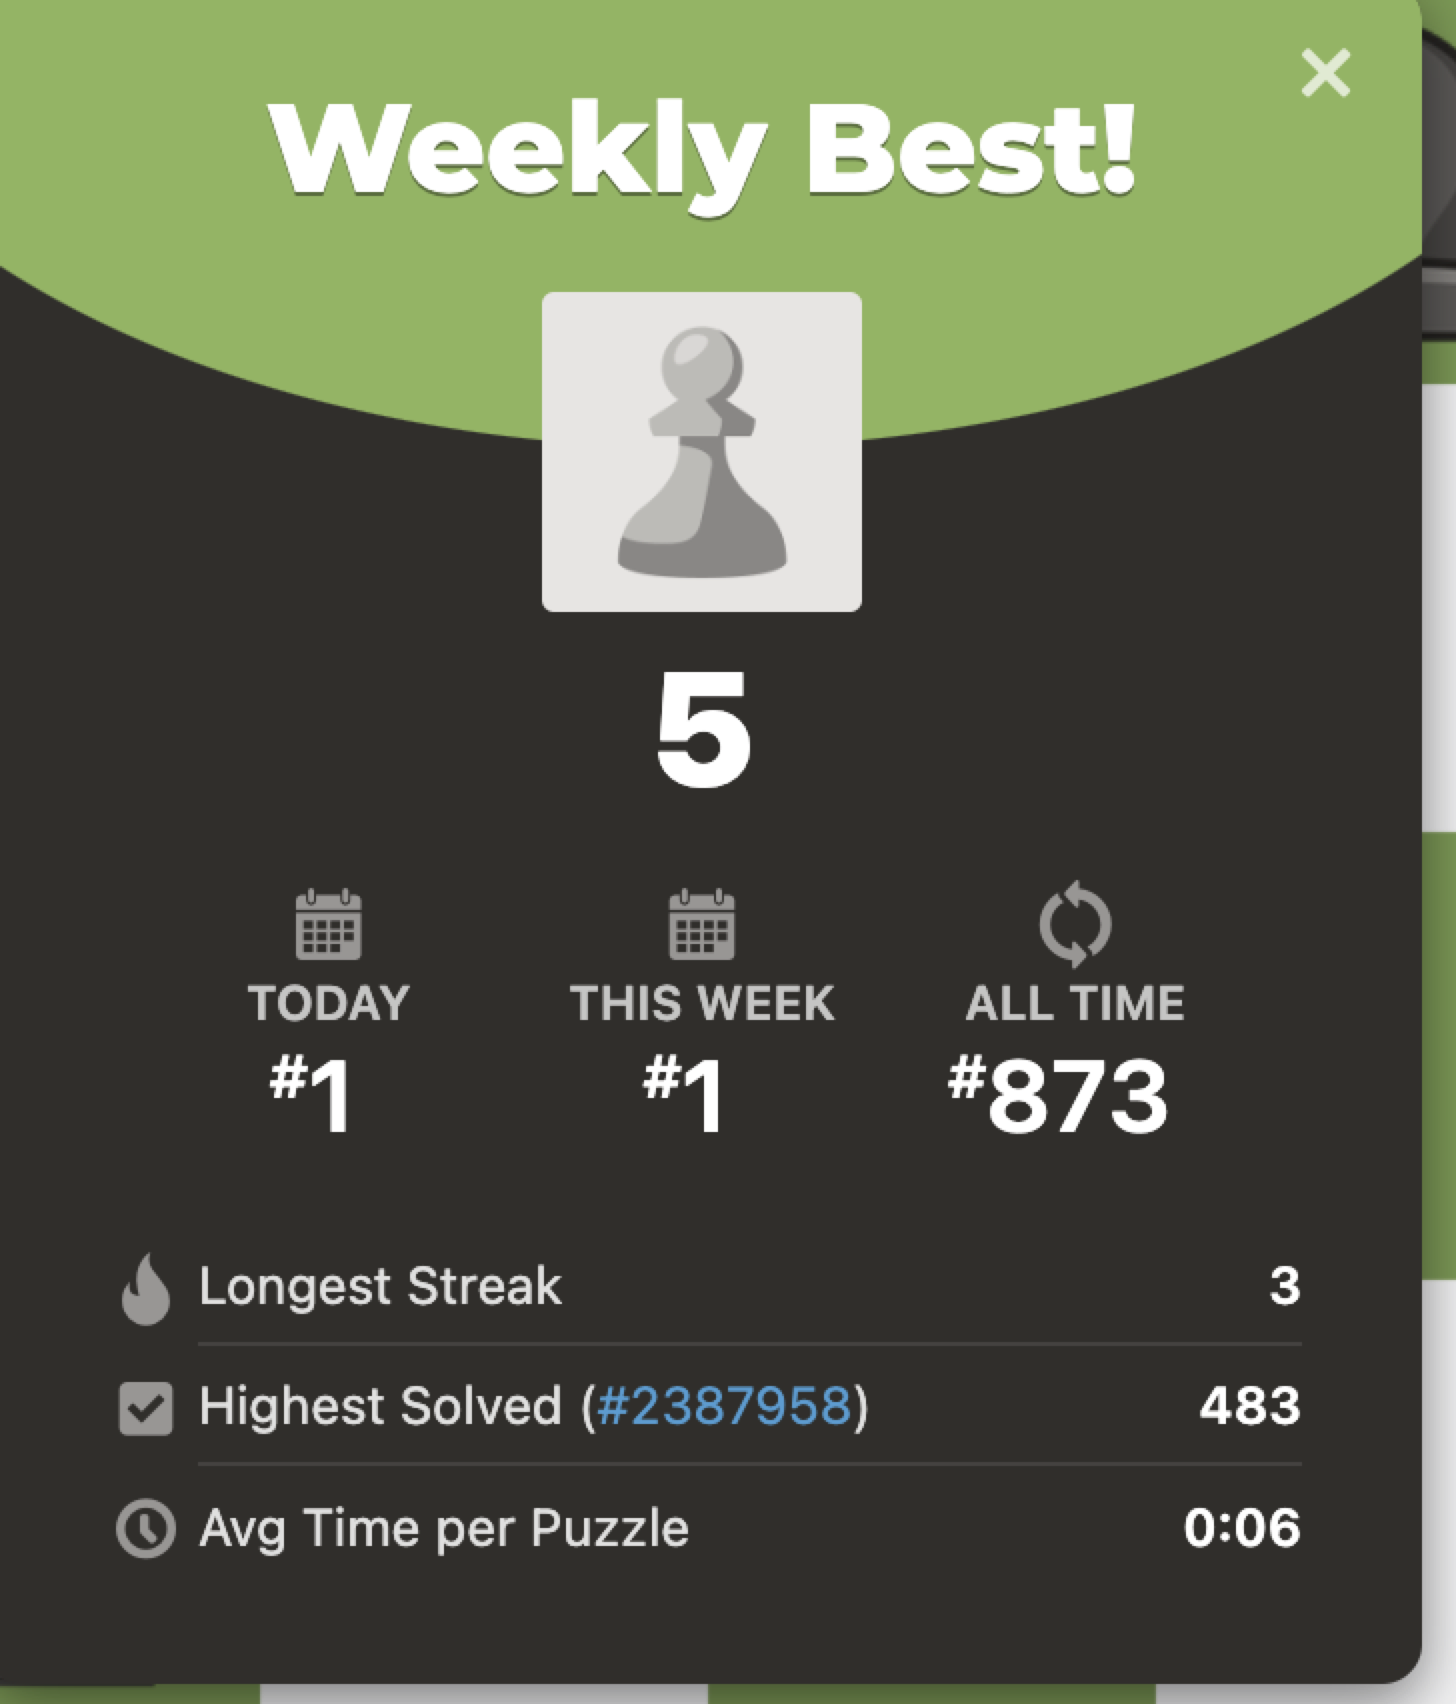 Weekly Best!
5
TODAY THIS WEEK ALL TIME
#1 #1 #873
Longest Streak 3
Highest Solved (#2387958) 483
Avg Time per Puzzle 0:06